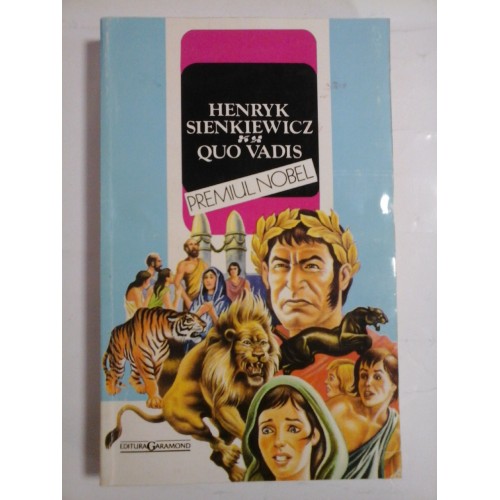 HENRYK
SIENKIEWICZ
QUO VADIS
PREMIUL NOBEL
EDITURA GARAMOND